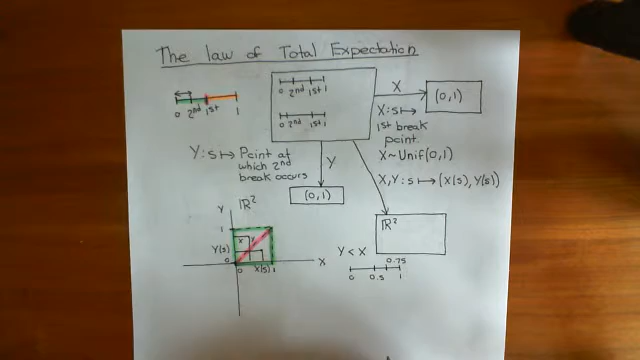 The law of Total Expectation
0 2nd 1st 1
0 2nd 1st 1
0 2nd 1st 1
X
(0,1)
X: s ↦
1st break
point
X~Unif(0,1)
Y: s ↦ Point at
which 2nd
break occurs
Y
(0,1)
X,Y: s ↦ (X(s), Y(s))
ℝ²
Y
ℝ²
1
Y(s)
0
0 X(s) 1
X
x
Y < X
0.75
0 0.5 1